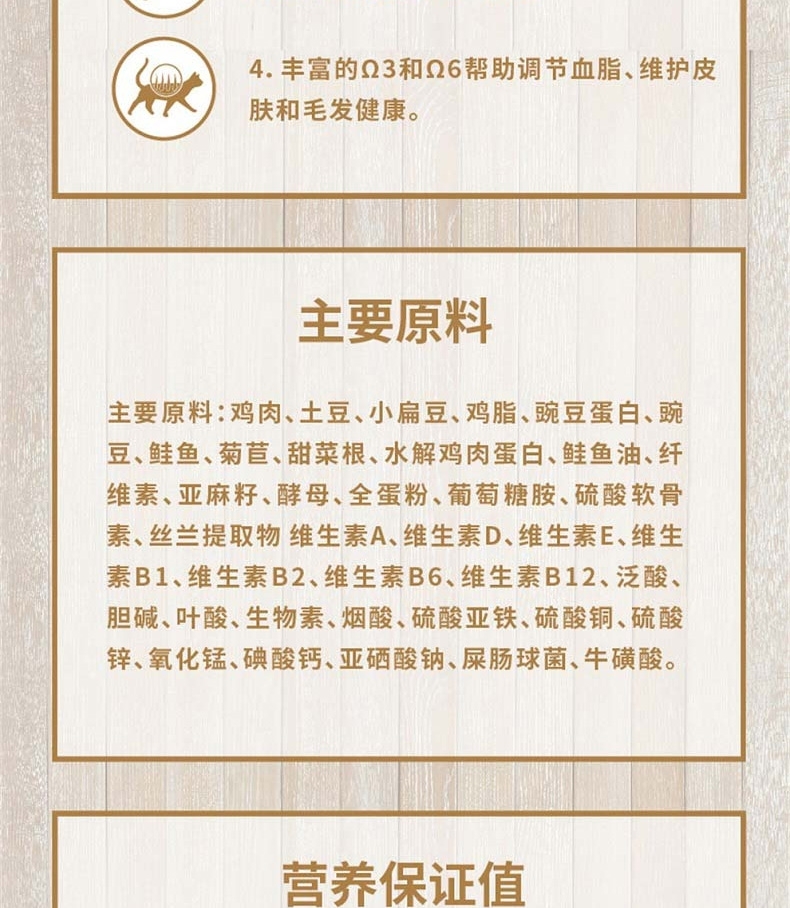 4. 丰富的Ω3和Ω6帮助调节血脂、维护皮
肤和毛发健康。
主要原料
主要原料：鸡肉、土豆、小扁豆、鸡脂、豌豆蛋白、豌
豆、鲑鱼、菊苣、甜菜根、水解鸡肉蛋白、鲑鱼油、纤
维素、亚麻籽、酵母、全蛋粉、葡萄糖胺、硫酸软骨
素、丝兰提取物 维生素A、维生素D、维生素E、维生
素B1、维生素B2、维生素B6、维生素B12、泛酸、
胆碱、叶酸、生物素、烟酸、硫酸亚铁、硫酸铜、硫酸
锌、氧化锰、碘酸钙、亚硒酸钠、屎肠球菌、牛磺酸。
营养保证值